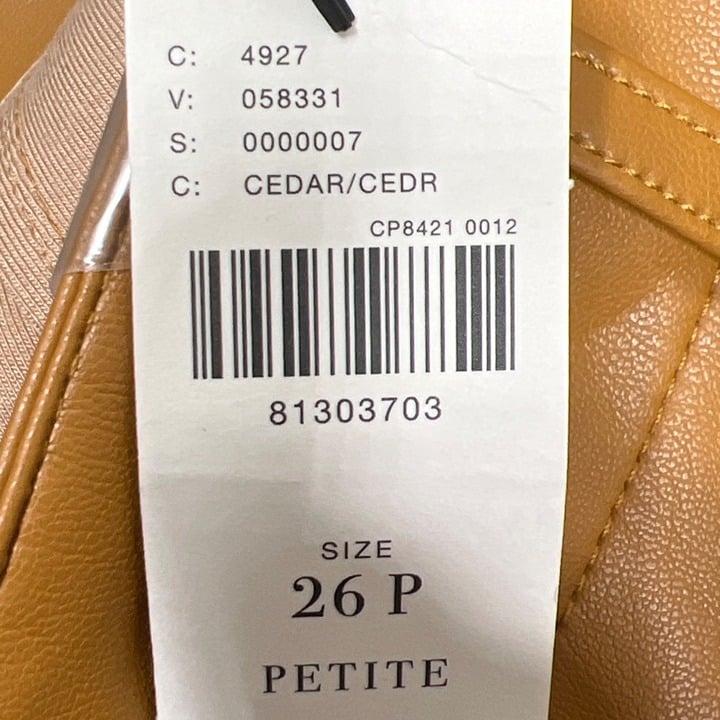 C: 4927
V: 058331
S: 0000007
C: CEDAR/CEDR
CP8421 0012
81303703
SIZE
26 P
PETITE